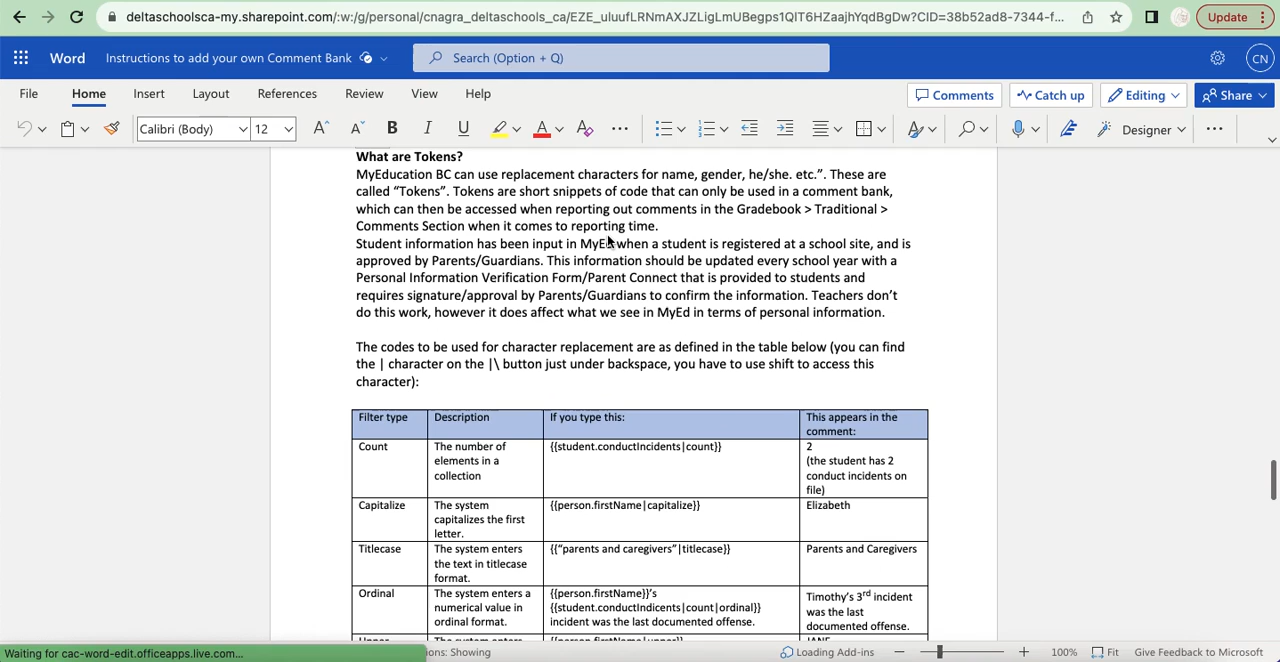 deltaschoolsca-my.sharepoint.com/:w:/g/personal/cnagra_deltaschools_ca/EZE_uluufLRNmAXJZLigLmUBegps1QlT6HZaajhYqdBgDw?CID=38b52ad8-7344-f... Update
Word Instructions to add your own Comment Bank Search (Option + Q) CN
File Home Insert Layout References Review View Help Comments Catch up Editing Share
Calibri (Body) 12 B I U A Designer
What are Tokens?
MyEducation BC can use replacement characters for name, gender, he/she. etc.”. These are
called “Tokens”. Tokens are short snippets of code that can only be used in a comment bank,
which can then be accessed when reporting out comments in the Gradebook > Traditional >
Comments Section when it comes to reporting time.
Student information has been input in MyEd when a student is registered at a school site, and is
approved by Parents/Guardians. This information should be updated every school year with a
Personal Information Verification Form/Parent Connect that is provided to students and
requires signature/approval by Parents/Guardians to confirm the information. Teachers don’t
do this work, however it does affect what we see in MyEd in terms of personal information.
The codes to be used for character replacement are as defined in the table below (you can find
the | character on the |\ button just under backspace, you have to use shift to access this
character):
Filter type Description If you type this: This appears in the
comment:
Count The number of {{student.conductIncidents|count}} 2
elements in a (the student has 2
collection conduct incidents on
file)
Capitalize The system {{person.firstName|capitalize}} Elizabeth
capitalizes the first
letter.
Titlecase The system enters {{“parents and caregivers”|titlecase}} Parents and Caregivers
the text in titlecase
format.
Ordinal The system enters a {{person.firstName}}’s Timothy’s 3rd incident
numerical value in {{student.conductIndicents|count|ordinal}} was the last
ordinal format. incident was the last documented offense. documented offense.
Upper The system enters {{person.firstName|upper}} JANE
Waiting for cac-word-edit.officeapps.live.com... ons: Showing Loading Add-ins 100% Fit Give Feedback to Microsoft